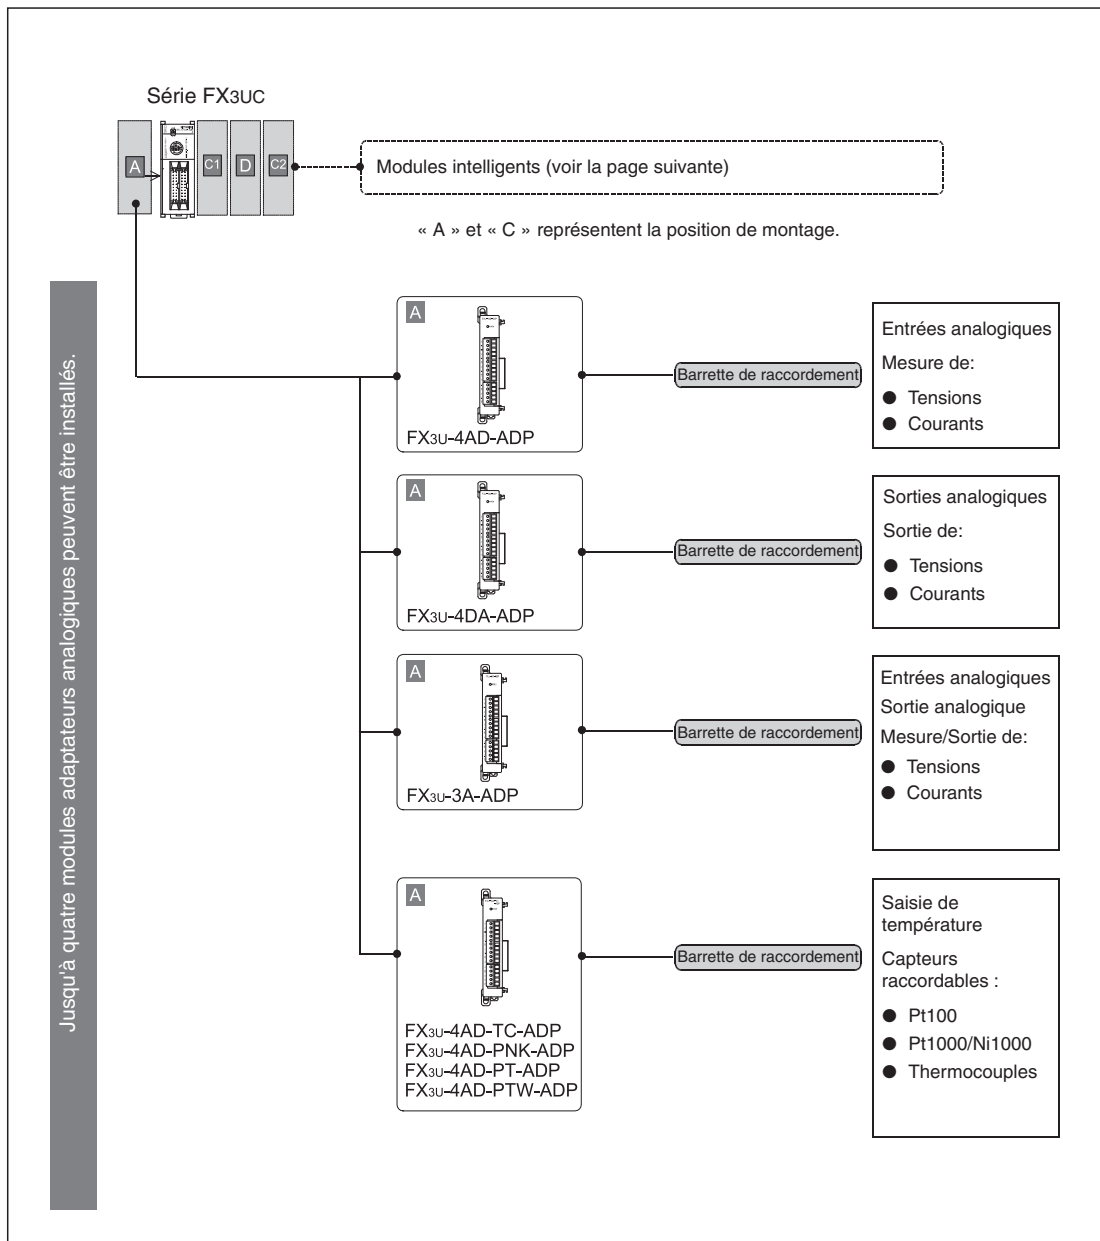 Série FX3UC
A
C1
D
C2
Modules intelligents (voir la page suivante)
« A » et « C » représentent la position de montage.
Jusqu'à quatre modules adaptateurs analogiques peuvent être installés.
A
FX3U-4AD-ADP
Barrette de raccordement
Entrées analogiques
Mesure de:
● Tensions
● Courants
A
FX3U-4DA-ADP
Barrette de raccordement
Sorties analogiques
Sortie de:
● Tensions
● Courants
A
FX3U-3A-ADP
Barrette de raccordement
Entrées analogiques
Sortie analogique
Mesure/Sortie de:
● Tensions
● Courants
A
FX3U-4AD-TC-ADP
FX3U-4AD-PNK-ADP
FX3U-4AD-PT-ADP
FX3U-4AD-PTW-ADP
Barrette de raccordement
Saisie de
température
Capteurs
raccordables :
● Pt100
● Pt1000/Ni1000
● Thermocouples